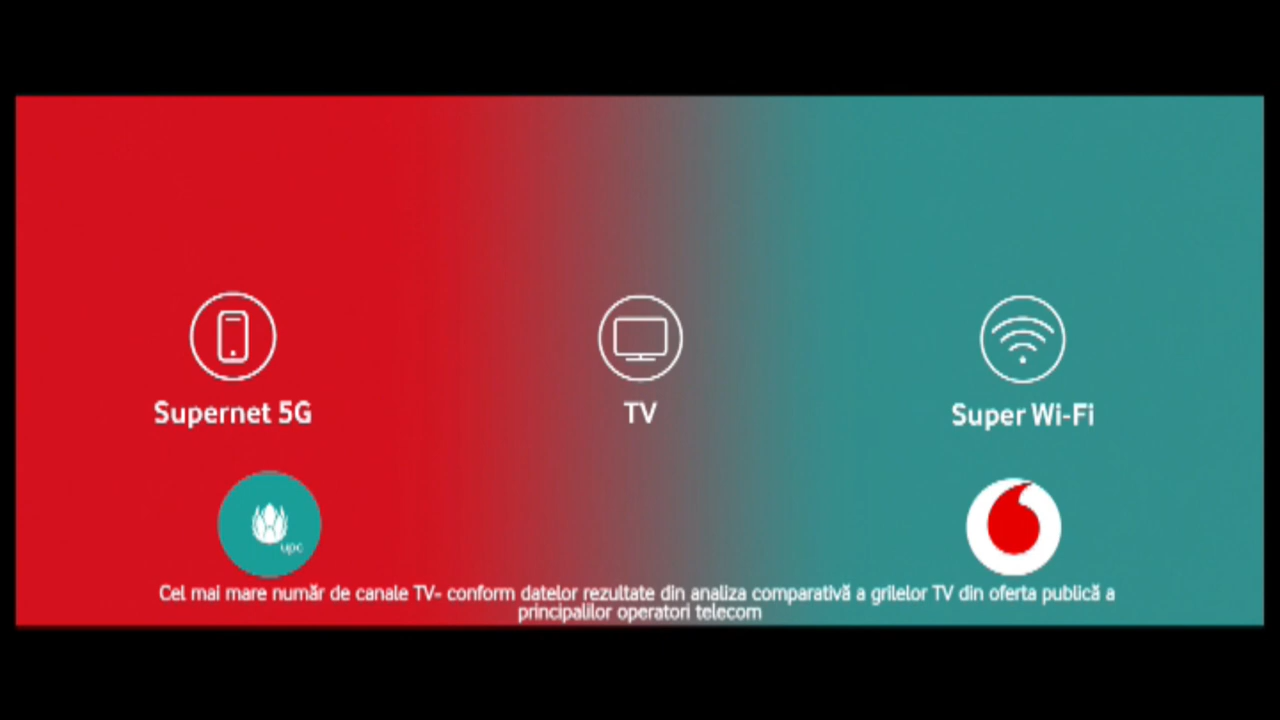 Supernet 5G
TV
Super Wi-Fi
upc
Cel mai mare număr de canale TV- conform datelor rezultate din analiza comparativă a grilelor TV din oferta publică a
principalilor operatori telecom